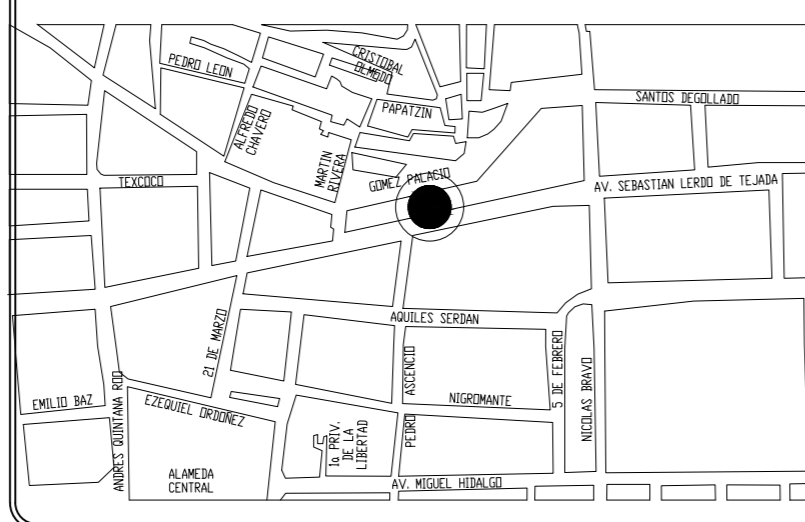 CRISTOBAL
OLMODO
PEDRO LEON
SANTOS DEGOLLADO
PAPATZIN
ALFREDO
CHAVERO
MARTIN
RIVERA
GOMEZ PALACIO
TEXCOCO
AV. SEBASTIAN LERDO DE TEJADA
21 DE MARZO
AQUILES SERDAN
ASCENCIO
5 DE FEBRERO
NICOLAS BRAVO
EMILIO BAZ
ANDRES QUINTANA ROO
EZEQUIEL ORDOÑEZ
NIGROMANTE
PEDRO
1a PRIV.
DE LA
LIBERTAD
ALAMEDA
CENTRAL
AV. MIGUEL HIDALGO